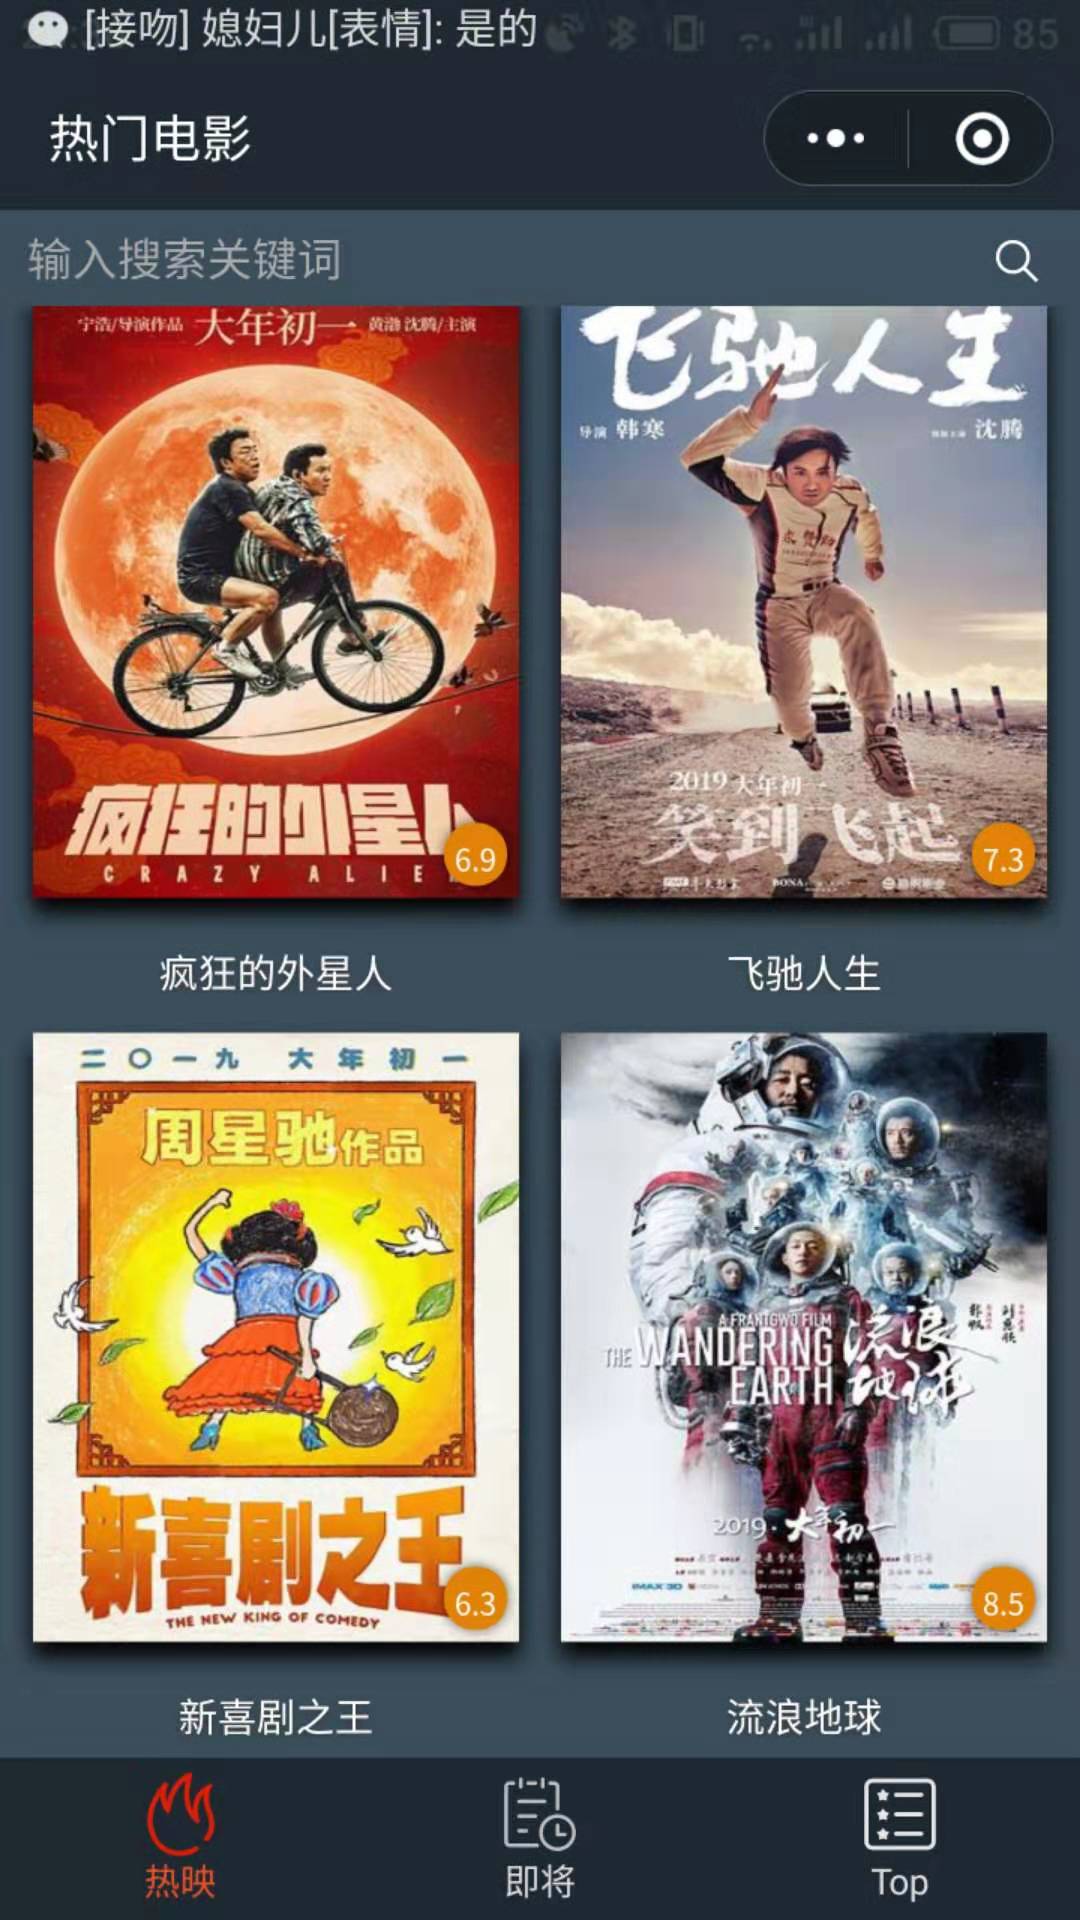 [接吻] 媳妇儿[表情]: 是的
85
热门电影
输入搜索关键词
宁浩/导演作品 大年初一 黄渤 沈腾/主演
疯狂的外星人
CRAZY ALIE
6.9
飞驰人生
导演 韩寒
沈腾
2019 大年初一
笑到飞起
BONA
7.3
疯狂的外星人
飞驰人生
二〇一九 大年初一
周星驰作品
新喜剧之王
THE NEW KING OF COMEDY
6.3
A FRANT GWO FILM
THE WANDERING EARTH
流浪地球
2019·大年初一
IMAX 3D
8.5
新喜剧之王
流浪地球
热映
即将
Top